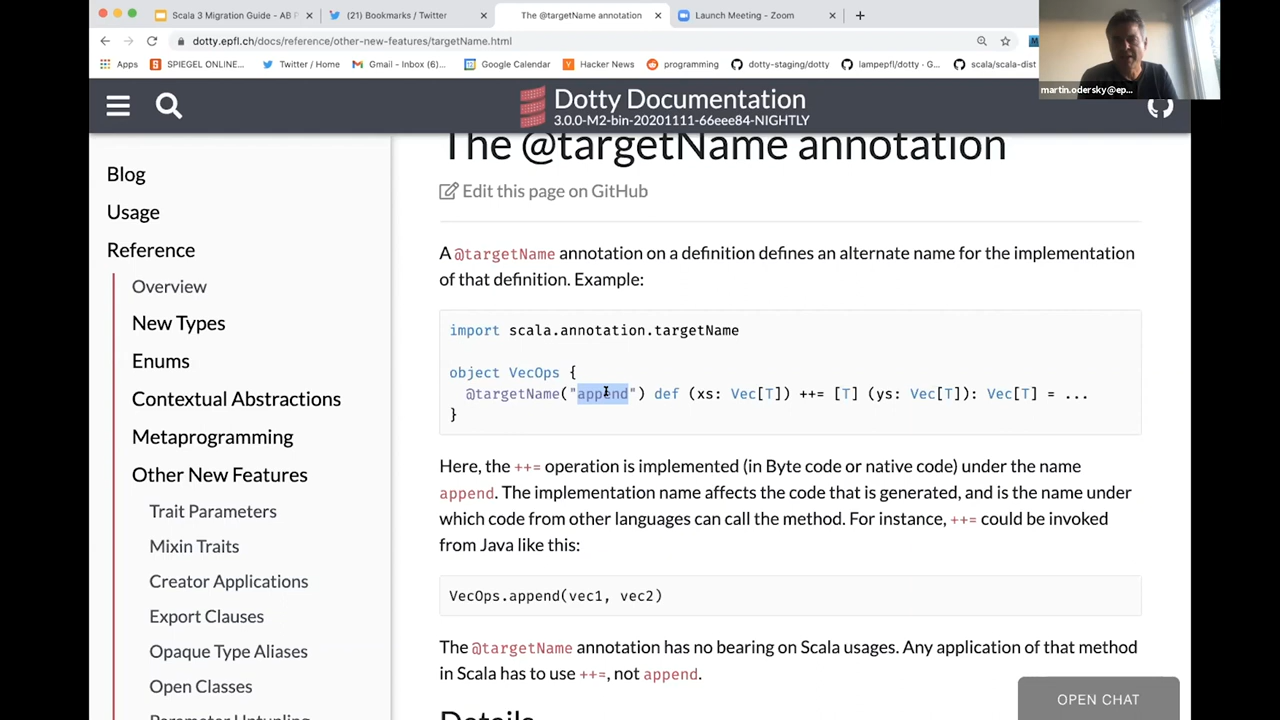 Scala 3 Migration Guide - AB P
(21) Bookmarks / Twitter
The @targetName annotation
Launch Meeting - Zoom
dotty.epfl.ch/docs/reference/other-new-features/targetName.html
Apps
SPIEGEL ONLINE...
Twitter / Home
Gmail - Inbox (6)...
Google Calendar
Hacker News
programming
dotty-staging/dotty
lampepfl/dotty · G...
scala/scala-dist
martin.odersky@ep...
Dotty Documentation
3.0.0-M2-bin-20201111-66eee84-NIGHTLY
Blog
Usage
Reference
Overview
New Types
Enums
Contextual Abstractions
Metaprogramming
Other New Features
Trait Parameters
Mixin Traits
Creator Applications
Export Clauses
Opaque Type Aliases
Open Classes
Parameter Untupling
The @targetName annotation
Edit this page on GitHub
A @targetName annotation on a definition defines an alternate name for the implementation
of that definition. Example:
import scala.annotation.targetName
object VecOps {
@targetName("append") def (xs: Vec[T]) ++= [T] (ys: Vec[T]): Vec[T] = ...
}
Here, the ++= operation is implemented (in Byte code or native code) under the name
append. The implementation name affects the code that is generated, and is the name under
which code from other languages can call the method. For instance, ++= could be invoked
from Java like this:
VecOps.append(vec1, vec2)
The @targetName annotation has no bearing on Scala usages. Any application of that method
in Scala has to use ++=, not append.
Details
OPEN CHAT